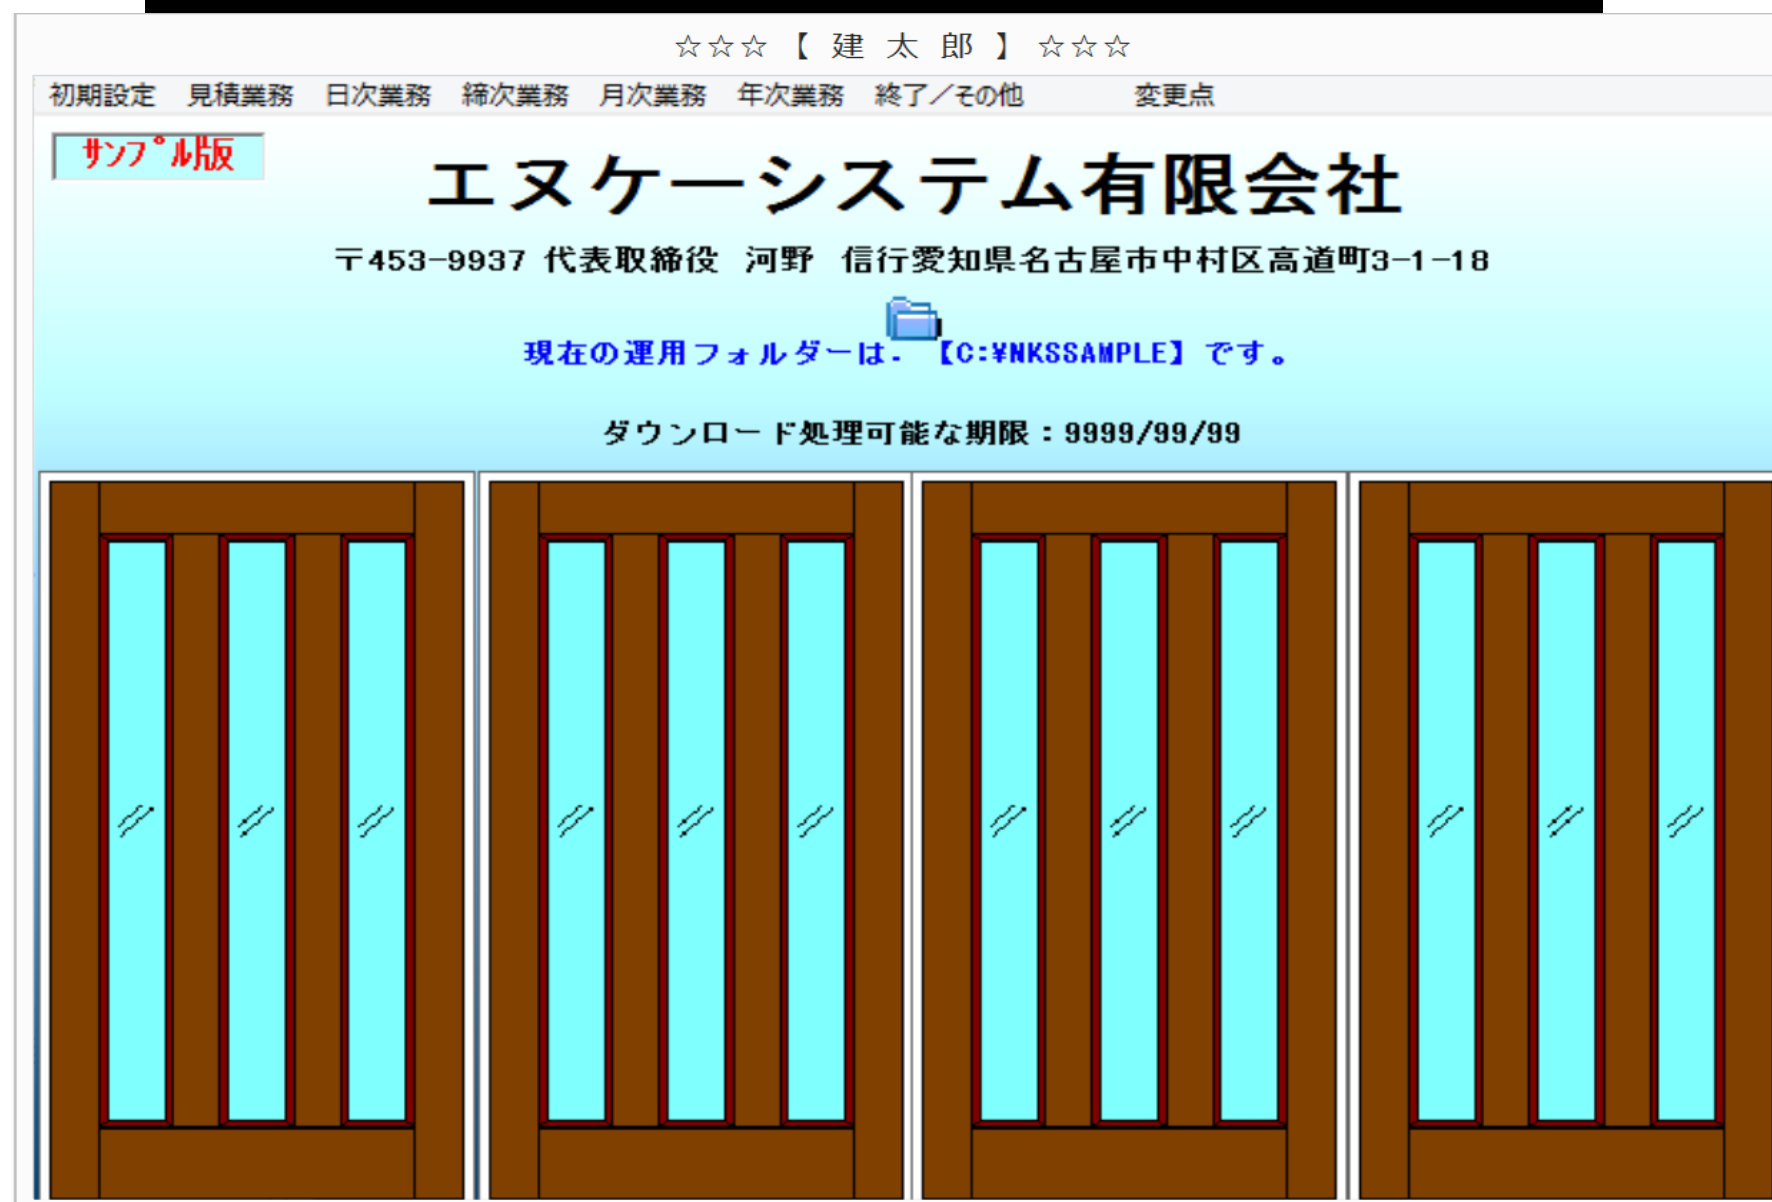 ☆☆☆【 建 太 郎 】☆☆☆
初期設定 見積業務 日次業務 締次業務 月次業務 年次業務 終了／その他 変更点
ｻﾝﾌﾟﾙ版
エヌケーシステム有限会社
〒453-9937 代表取締役 河野 信行愛知県名古屋市中村区高道町3-1-18
現在の運用フォルダーは．【C:¥NKSSAMPLE】です。
ダウンロード処理可能な期限：9999/99/99